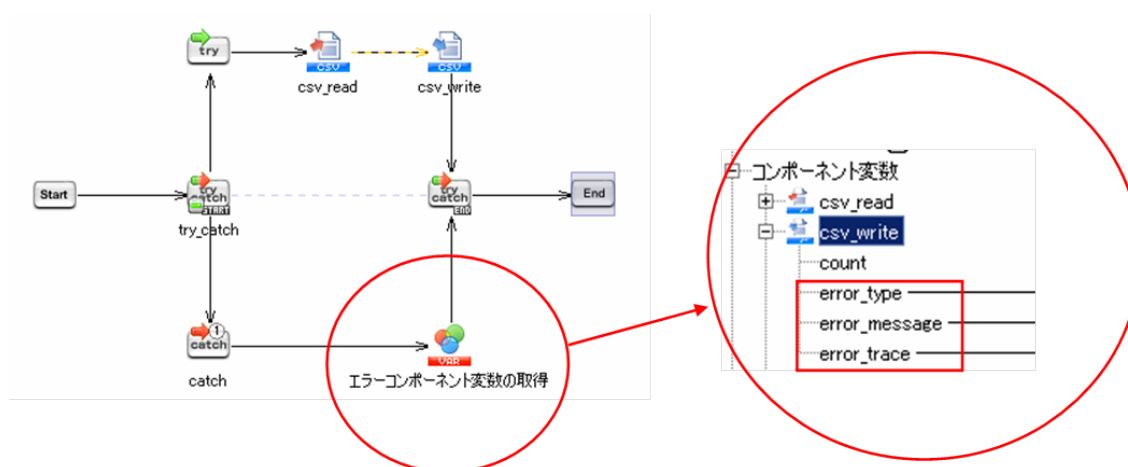 try
CSV
csv_read
CSV
csv_write
Start
try
catch
START
try_catch
try
catch
END
End
1
catch
catch
VAR
エラーコンポーネント変数の取得
コンポーネント変数
csv_read
csv_write
count
error_type
error_message
error_trace